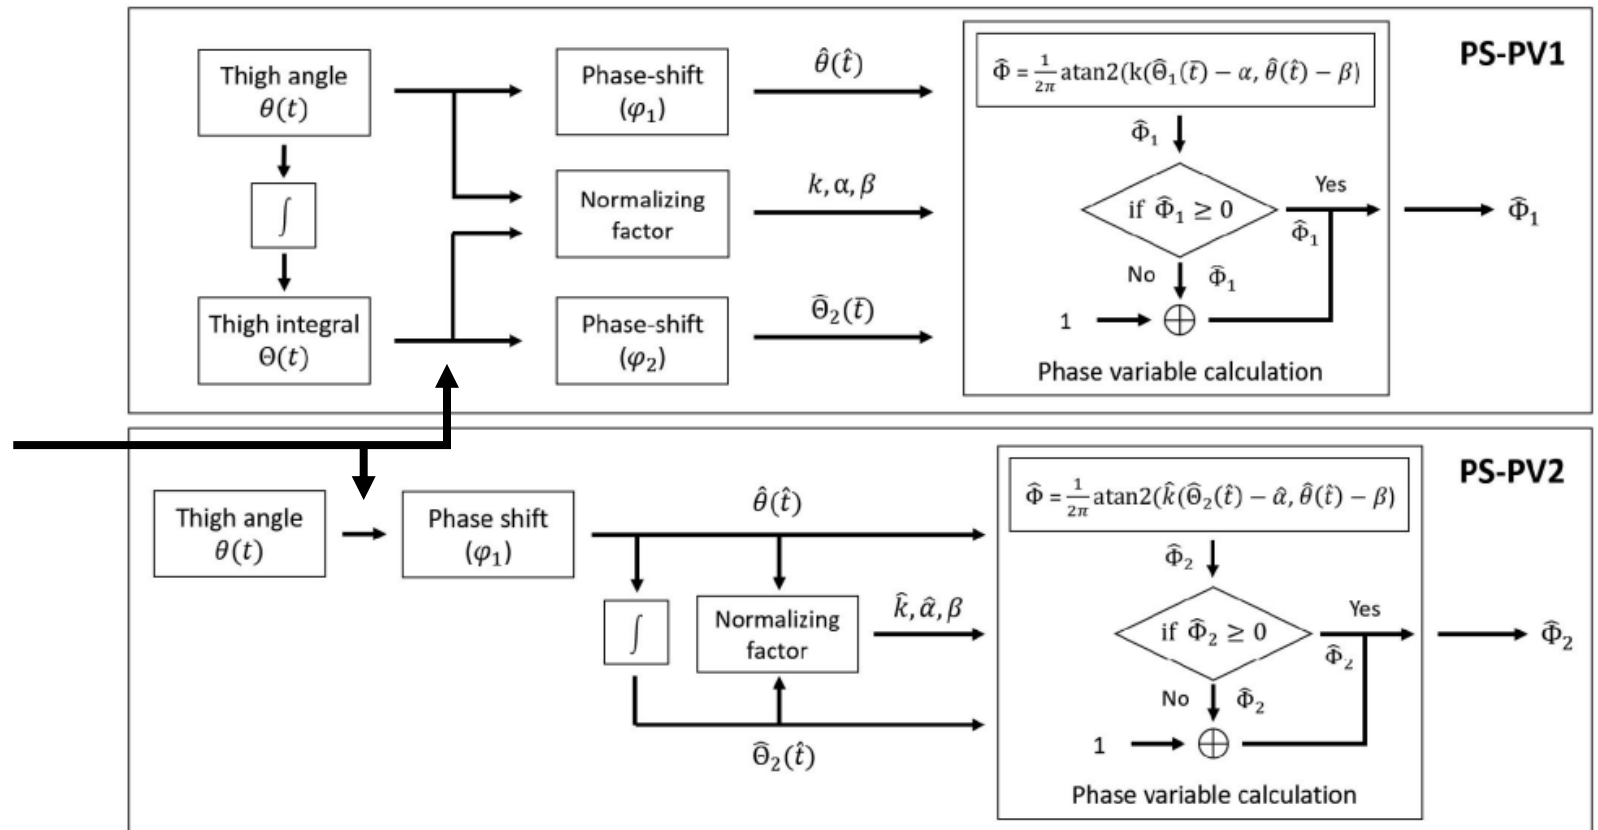 PS-PV1
Thigh angle
θ(t)
∫
Thigh integral
Θ(t)
Phase-shift
(φ₁)
Normalizing
factor
Phase-shift
(φ₂)
θ̂(t̂)
k, α, β
Θ̂₂(t̄)
Φ̂ = 1/2π atan2(k(Θ̂₁(t̄) − α, θ̂(t̂) − β)
Φ̂₁
if Φ̂₁ ≥ 0
Yes
Φ̂₁
No
Φ̂₁
1
Phase variable calculation
Φ̂₁
PS-PV2
Thigh angle
θ(t)
Phase shift
(φ₁)
θ̂(t̂)
∫
Normalizing
factor
k̂, α̂, β
Θ̂₂(t̂)
Φ̂ = 1/2π atan2(k̂(Θ̂₂(t̂) − α̂, θ̂(t̂) − β)
Φ̂₂
if Φ̂₂ ≥ 0
Yes
Φ̂₂
No
Φ̂₂
1
Phase variable calculation
Φ̂₂